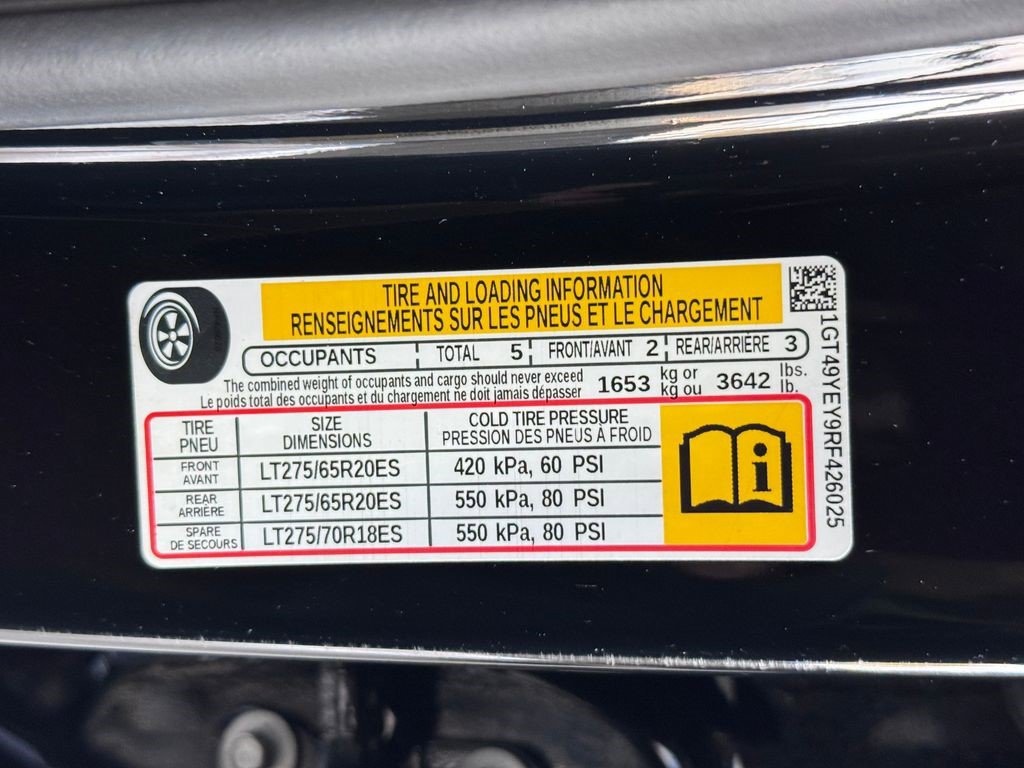 TIRE AND LOADING INFORMATION
RENSEIGNEMENTS SUR LES PNEUS ET LE CHARGEMENT
OCCUPANTS TOTAL 5 FRONT/AVANT 2 REAR/ARRIÈRE 3
The combined weight of occupants and cargo should never exceed 1653 kg or 3642 lbs.
Le poids total des occupants et du chargement ne doit jamais dépasser kg ou lb.
TIRE SIZE COLD TIRE PRESSURE
PNEU DIMENSIONS PRESSION DES PNEUS À FROID
FRONT
AVANT LT275/65R20ES 420 kPa, 60 PSI
REAR
ARRIÈRE LT275/65R20ES 550 kPa, 80 PSI
SPARE
DE SECOURS LT275/70R18ES 550 kPa, 80 PSI
1GT49YEY9RF426025